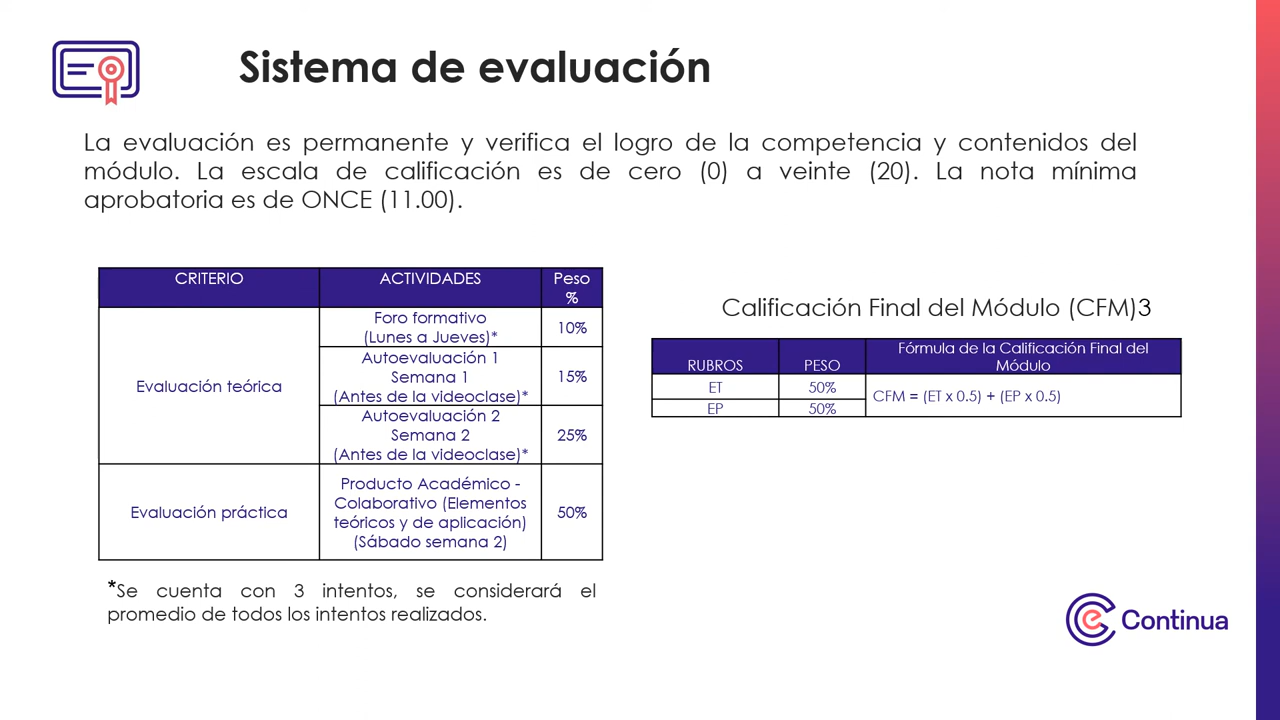 Sistema de evaluación
La evaluación es permanente y verifica el logro de la competencia y contenidos del
módulo. La escala de calificación es de cero (0) a veinte (20). La nota mínima
aprobatoria es de ONCE (11.00).
CRITERIO ACTIVIDADES Peso
%
Evaluación teórica
Foro formativo
(Lunes a Jueves)*
10%
Autoevaluación 1
Semana 1
(Antes de la videoclase)*
15%
Autoevaluación 2
Semana 2
(Antes de la videoclase)*
25%
Evaluación práctica
Producto Académico -
Colaborativo (Elementos
teóricos y de aplicación)
(Sábado semana 2)
50%
*Se cuenta con 3 intentos, se considerará el
promedio de todos los intentos realizados.
Calificación Final del Módulo (CFM)3
RUBROS PESO Fórmula de la Calificación Final del
Módulo
ET 50%
EP 50%
CFM = (ET x 0.5) + (EP x 0.5)
Continua